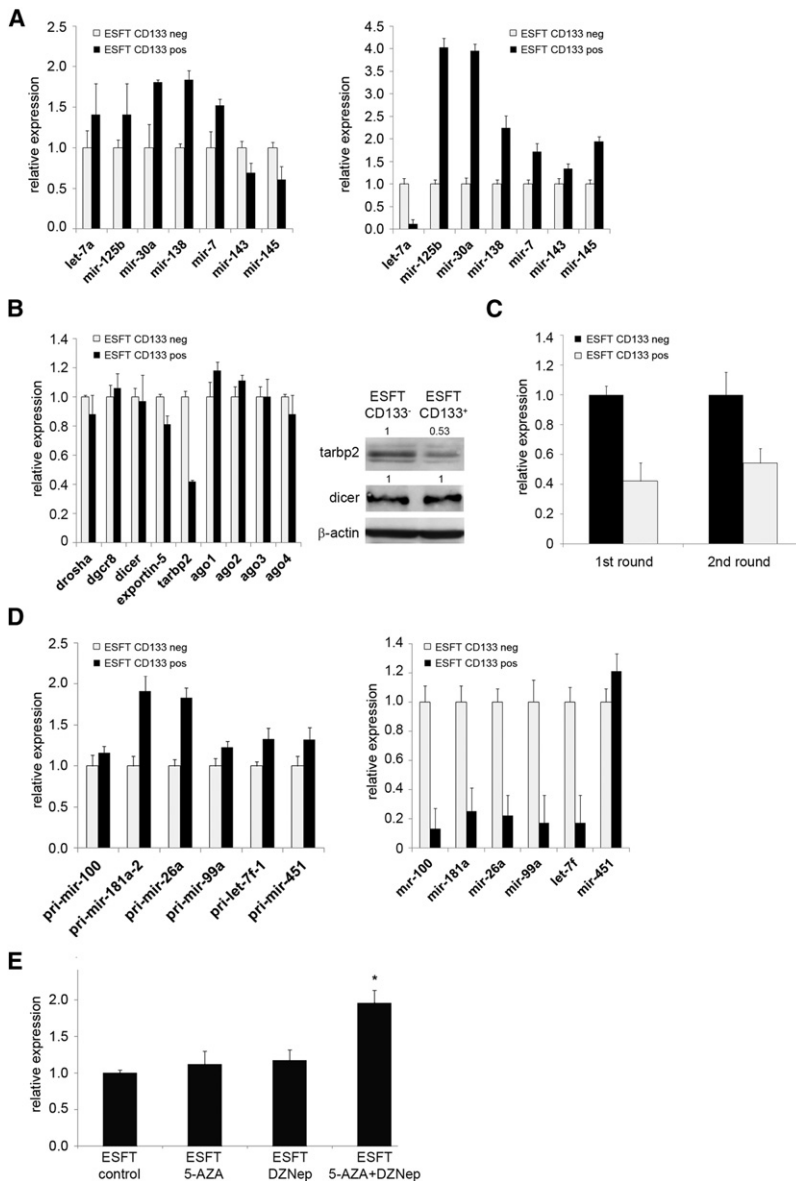 A
ESFT CD133 neg
ESFT CD133 pos
relative expression
2.5
2.0
1.5
1.0
0.5
0.0
let-7a
mir-125b
mir-30a
mir-138
mir-7
mir-143
mir-145
ESFT CD133 neg
ESFT CD133 pos
relative expression
4.5
4.0
3.5
3.0
2.5
2.0
1.5
1.0
0.5
0.0
let-7a
mir-125b
mir-30a
mir-138
mir-7
mir-143
mir-145
B
ESFT CD133 neg
ESFT CD133 pos
relative expression
1.4
1.2
1.0
0.8
0.6
0.4
0.2
0
drosha
dgcr8
dicer
exportin-5
tarbp2
ago1
ago2
ago3
ago4
ESFT ESFT
CD133- CD133+
1 0.53
tarbp2
1 1
dicer
β-actin
C
ESFT CD133 neg
ESFT CD133 pos
relative expression
1.4
1.2
1.0
0.8
0.6
0.4
0.2
0
1st round
2nd round
D
ESFT CD133 neg
ESFT CD133 pos
relative expression
2.5
2.0
1.5
1.0
0.5
0.0
pri-mir-100
pri-mir-181a-2
pri-mir-26a
pri-mir-99a
pri-let-7f-1
pri-mir-451
ESFT CD133 neg
ESFT CD133 pos
relative expression
1.4
1.2
1.0
0.8
0.6
0.4
0.2
0
mir-100
mir-181a
mir-26a
mir-99a
let-7f
mir-451
E
relative expression
2.0
1.5
1.0
0.5
0.0
*
ESFT ESFT ESFT ESFT
control 5-AZA DZNep 5-AZA+DZNep